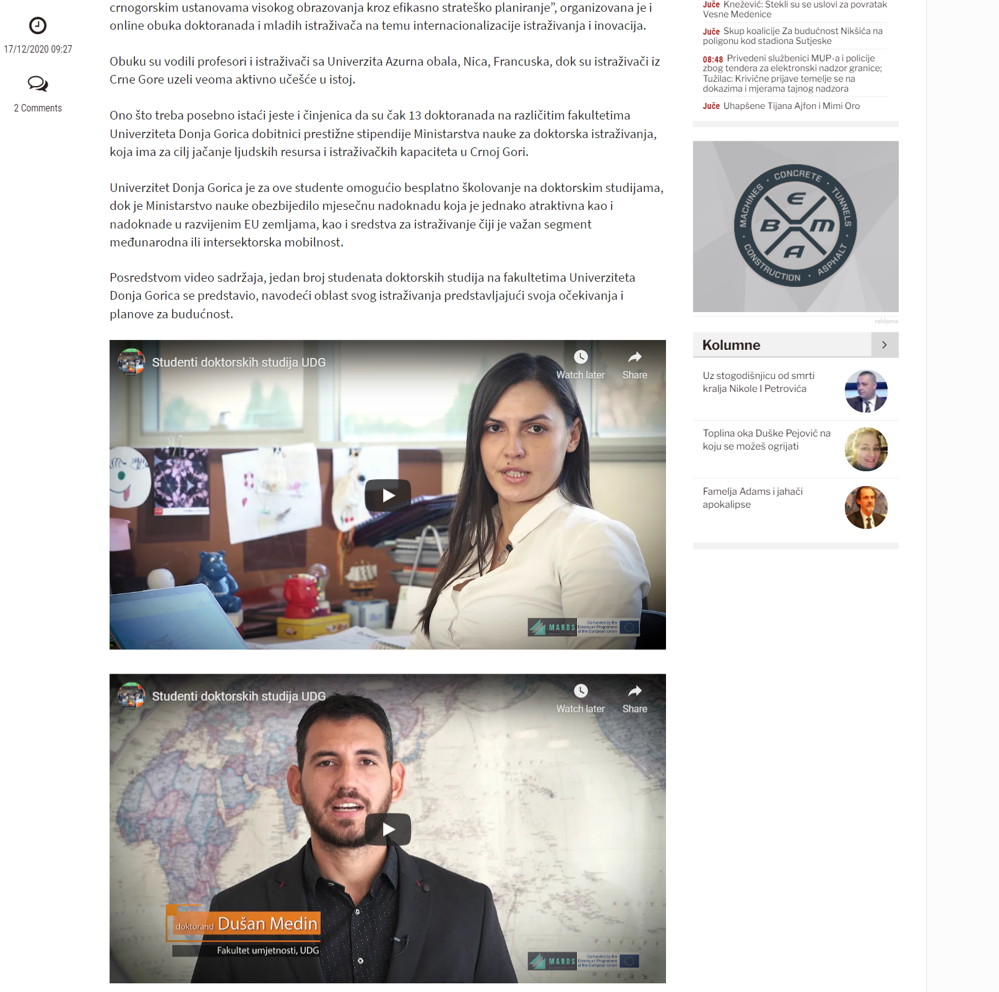 17/12/2020 09:27
2 Comments
crnogorskim ustanovama visokog obrazovanja kroz efikasno strateško planiranje”, organizovana je i
online obuka doktoranada i mladih istraživača na temu internacionalizacije istraživanja i inovacija.
Obuku su vodili profesori i istraživači sa Univerzita Azurna obala, Nica, Francuska, dok su istraživači iz
Crne Gore uzeli veoma aktivno učešće u istoj.
Ono što treba posebno istaći jeste i činjenica da su čak 13 doktoranada na različitim fakultetima
Univerziteta Donja Gorica dobitnici prestižne stipendije Ministarstva nauke za doktorska istraživanja,
koja ima za cilj jačanje ljudskih resursa i istraživačkih kapaciteta u Crnoj Gori.
Univerzitet Donja Gorica je za ove studente omogućio besplatno školovanje na doktorskim studijama,
dok je Ministarstvo nauke obezbijedilo mjesečnu nadoknadu koja je jednako atraktivna kao i
nadoknade u razvijenim EU zemljama, kao i sredstva za istraživanje čiji je važan segment
međunarodna ili intersektorska mobilnost.
Posredstvom video sadržaja, jedan broj studenata doktorskih studija na fakultetima Univerziteta
Donja Gorica se predstavio, navodeći oblast svog istraživanja predstavljajući svoja očekivanja i
planove za budućnost.
Studenti doktorskih studija UDG
Watch later
Share
MARDS
Co-funded by the
Erasmus+ Programme
of the European Union
Studenti doktorskih studija UDG
Watch later
Share
doktorand Dušan Medin
Fakultet umjetnosti, UDG
MARDS
Co-funded by the
Erasmus+ Programme
of the European Union
Juče Knežević: Stekli su se uslovi za povratak
Vesne Medenice
Juče Skup koalicije Za budućnost Nikšića na
poligonu kod stadiona Sutjeske
08:48 Privedeni službenici MUP-a i policije
zbog tendera za elektronski nadzor granice;
Tužilac: Krivične prijave temelje se na
dokazima i mjerama tajnog nadzora
Juče Uhapšene Tijana Ajfon i Mimi Oro
MACHINES · CONCRETE · TUNNELS
E
B M
A
CONSTRUCTION · ASPHALT
reklama
Kolumne
Uz stogodišnjicu od smrti
kralja Nikole I Petrovića
Toplina oka Duške Pejović na
koju se možeš ogrijati
Famelja Adams i jahači
apokalipse